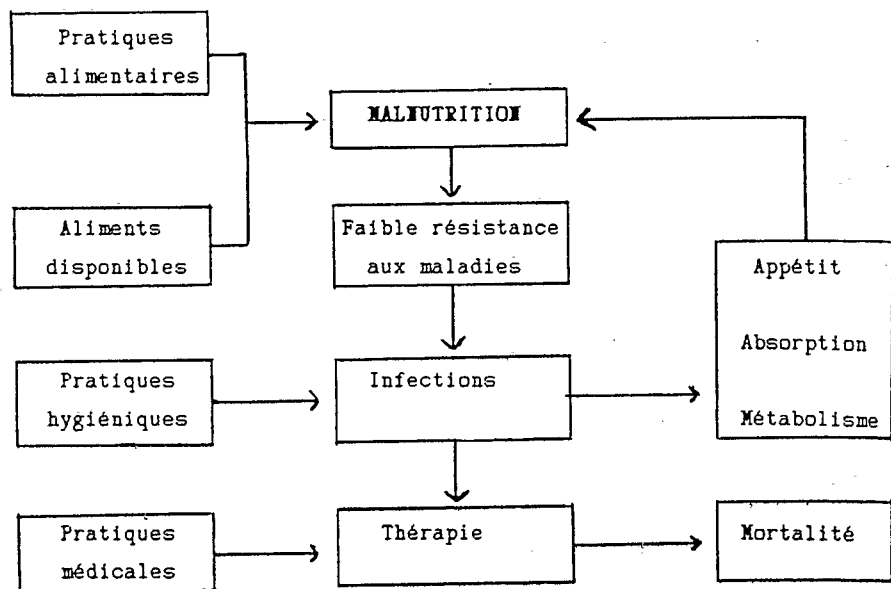 Pratiques
alimentaires
MALNUTRITION
Aliments
disponibles
Faible résistance
aux maladies
Appétit
Absorption
Métabolisme
Pratiques
hygiéniques
Infections
Pratiques
médicales
Thérapie
Mortalité